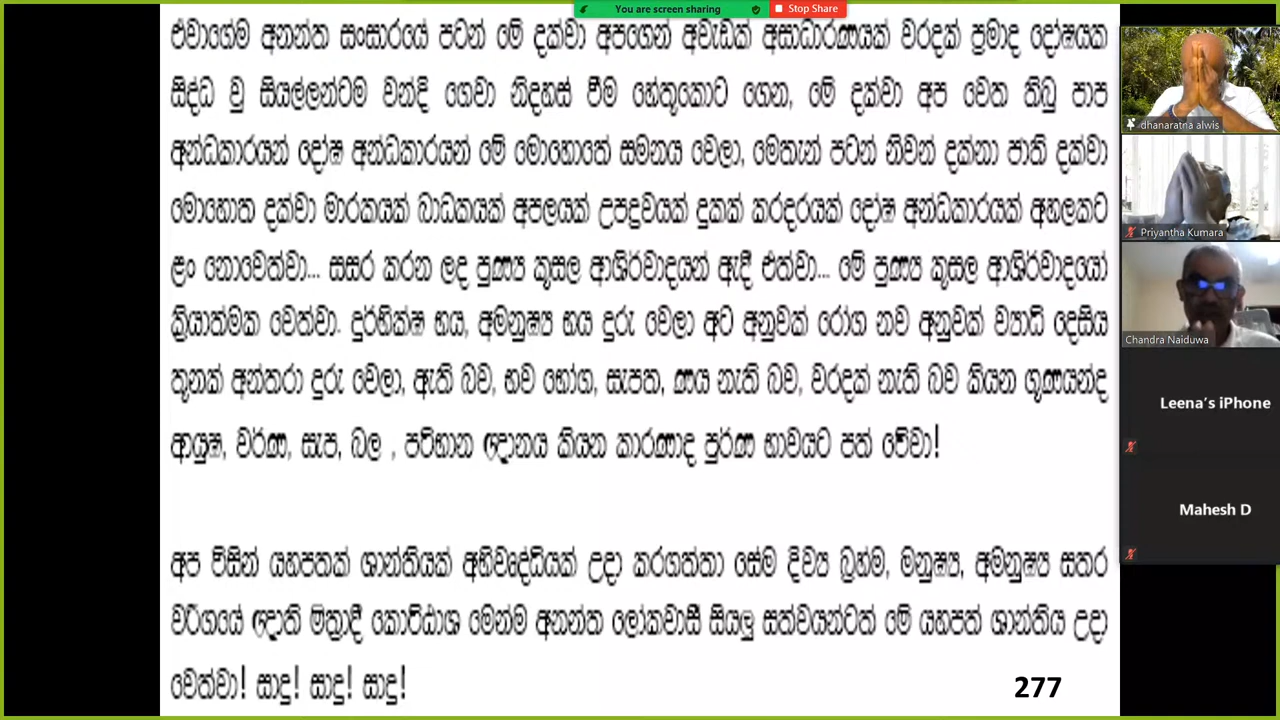 You are screen sharing
Stop Share
එවාගේම අනන්ත සංසාරයේ පටන් මේ දක්වා අපගෙන් අවැඩක් අසාධාරණයක් වරදක් ප්‍රමාද දෝෂයක
සිද්ධ වු සියල්ලන්ටම වන්දි ගෙවා නිදහස් වීම හේතුකොට ගෙන, මේ දක්වා අප වෙත තිබු පාප
අන්ධකාරයන් දෝෂ අන්ධකාරයන් මේ මොහොතේ සමනය වෙලා, මෙතැන් පටන් නිවන් දක්නා ජාති දක්වා
මොහොත දක්වා මාරකයක් බාධකයක් අපලයක් උපද්‍රවයක් දුකක් කරදරයක් දෝෂ අන්ධකාරයක් අහලකට
ළං නොවෙත්වා... සසර කරන ලද පුණ්‍ය කුසල ආශිර්වාදයන් ඇදී එත්වා... මේ පුණ්‍ය කුසල ආශිර්වාදයෝ
ක්‍රියාත්මක වෙත්වා. දුර්භික්ෂ භය, අමනුෂ්‍ය භය දුරු වෙලා අට අනුවක් රෝග නව අනුවක් ව්‍යාධි දෙසිය
තුනක් අන්තරා දුරු වෙලා, ඇති බව, භව භෝග, සැපත, ණය නැති බව, වරදක් නැති බව කියන ගුණයන්ද
ආයුෂ, වර්ණ, සැප, බල , පටිභාන ඥානය කියන කාරණාද පුර්ණ භාවයට පත් වේවා!
අප විසින් යහපතක් ශාන්තියක් අභිවෘද්ධියක් උදා කරගත්තා සේම දිව්‍ය බ්‍රහ්ම, මනුෂ්‍ය, අමනුෂ්‍ය සතර
වරිගයේ ඥාති මිත්‍රාදී කොට්ඨාශ මෙන්ම අනන්ත ලෝකවාසී සියලු සත්වයන්ටත් මේ යහපත ශාන්තිය උදා
වෙත්වා! සාදු! සාදු! සාදු!
277
dhanaratna alwis
Priyantha Kumara
Chandra Naiduwa
Leena's iPhone
Mahesh D